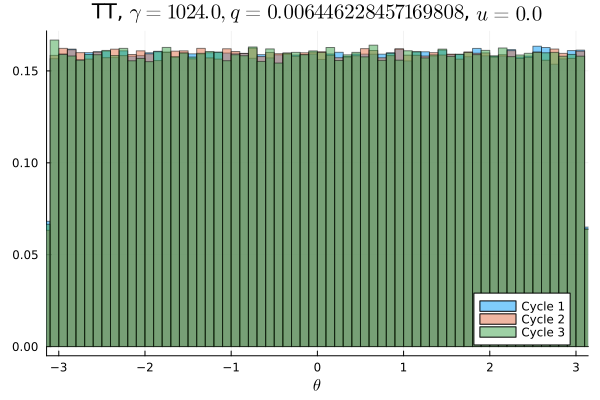 TT, γ = 1024.0, q = 0.006446228457169808, u = 0.0
0.15
0.10
0.05
0.00
Cycle 1
Cycle 2
Cycle 3
−3 −2 −1 0 1 2 3
θ